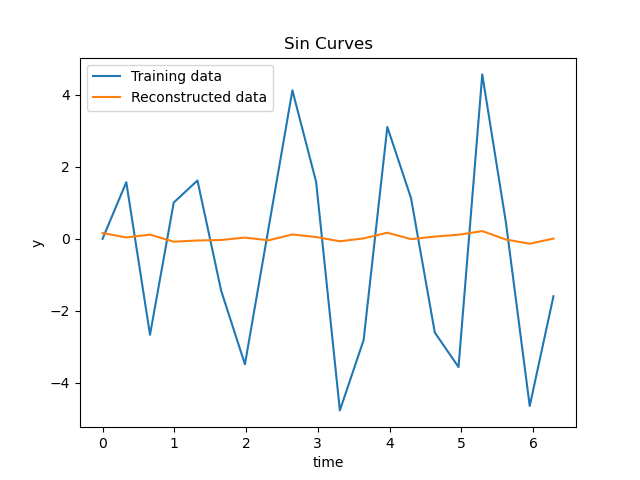 Sin Curves
Training data
Reconstructed data
4
2
0
−2
−4
y
0 1 2 3 4 5 6
time